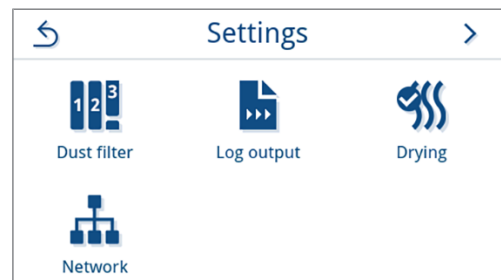 Settings
1 2 3
Dust filter
Log output
Drying
Network